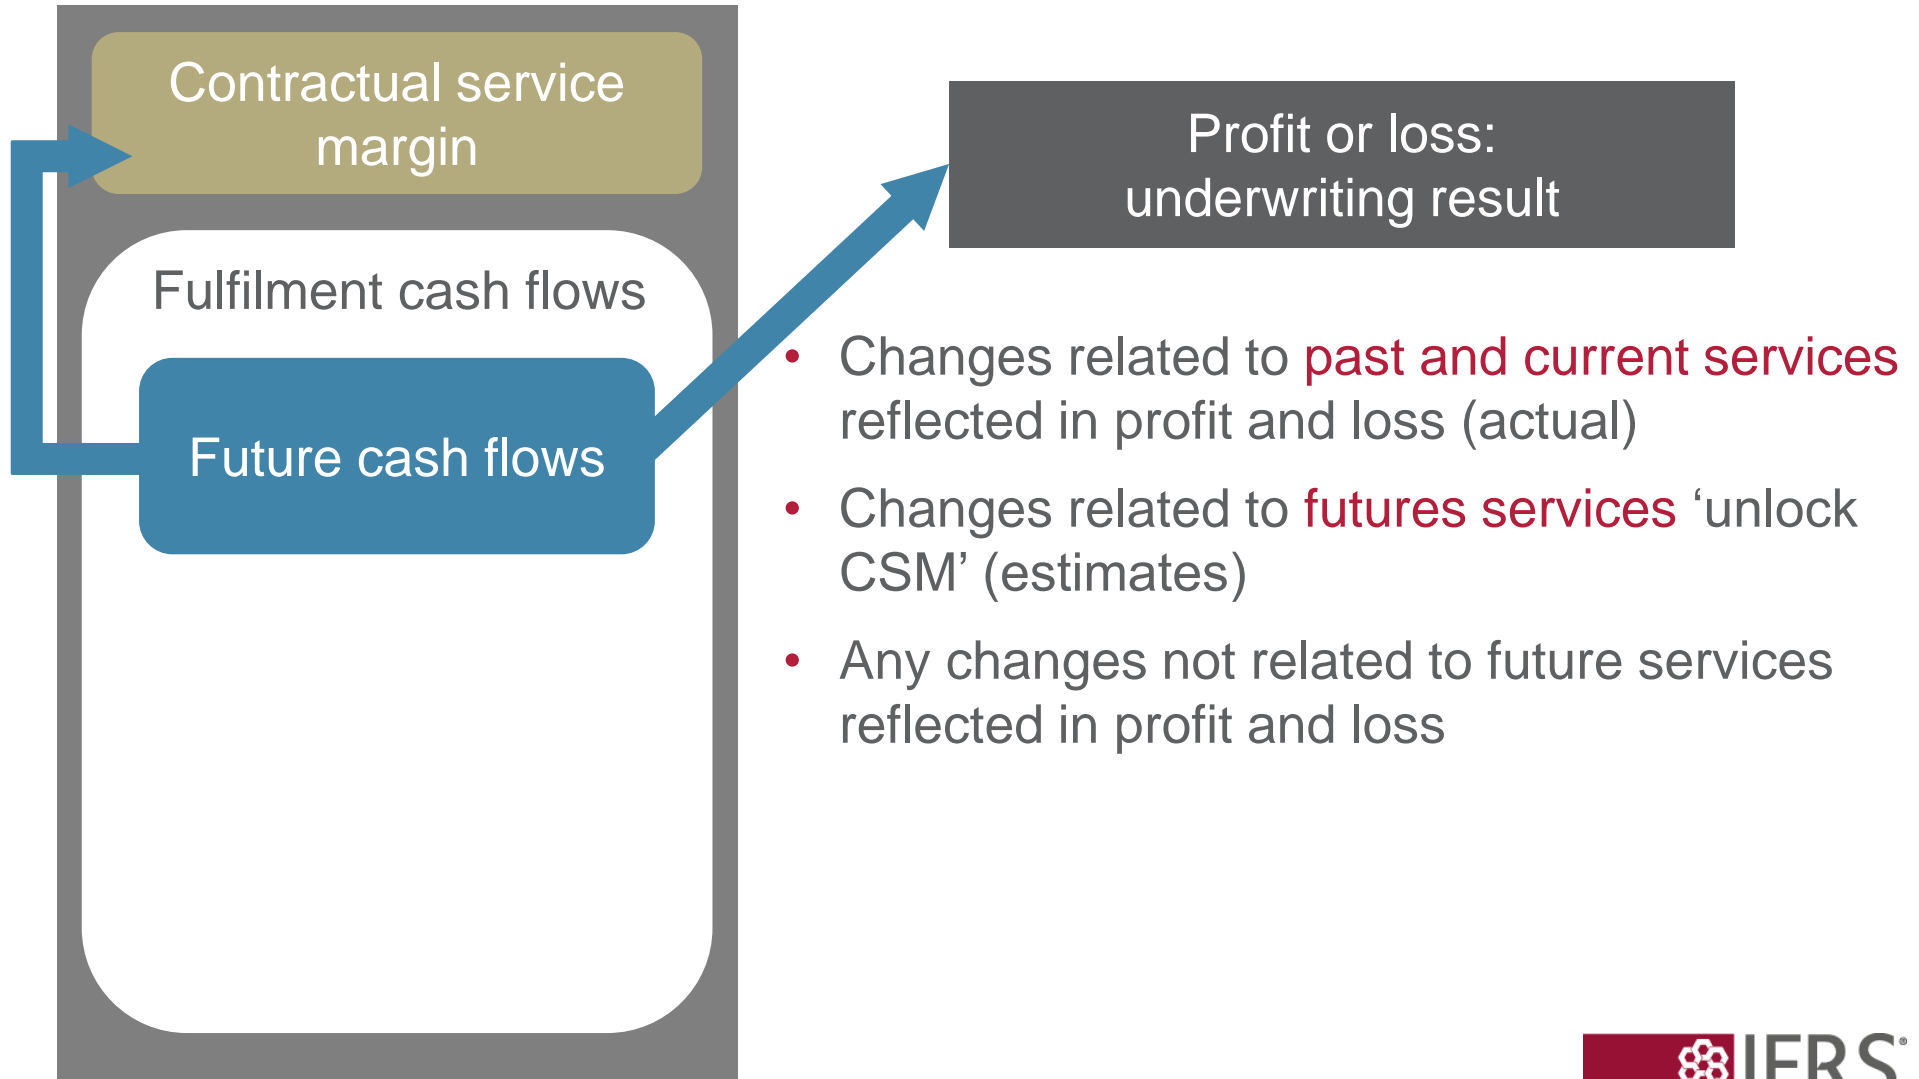 Contractual service
margin
Fulfilment cash flows
Future cash flows
Profit or loss:
underwriting result
• Changes related to past and current services
reflected in profit and loss (actual)
• Changes related to futures services ‘unlock
CSM’ (estimates)
• Any changes not related to future services
reflected in profit and loss
IFRS®